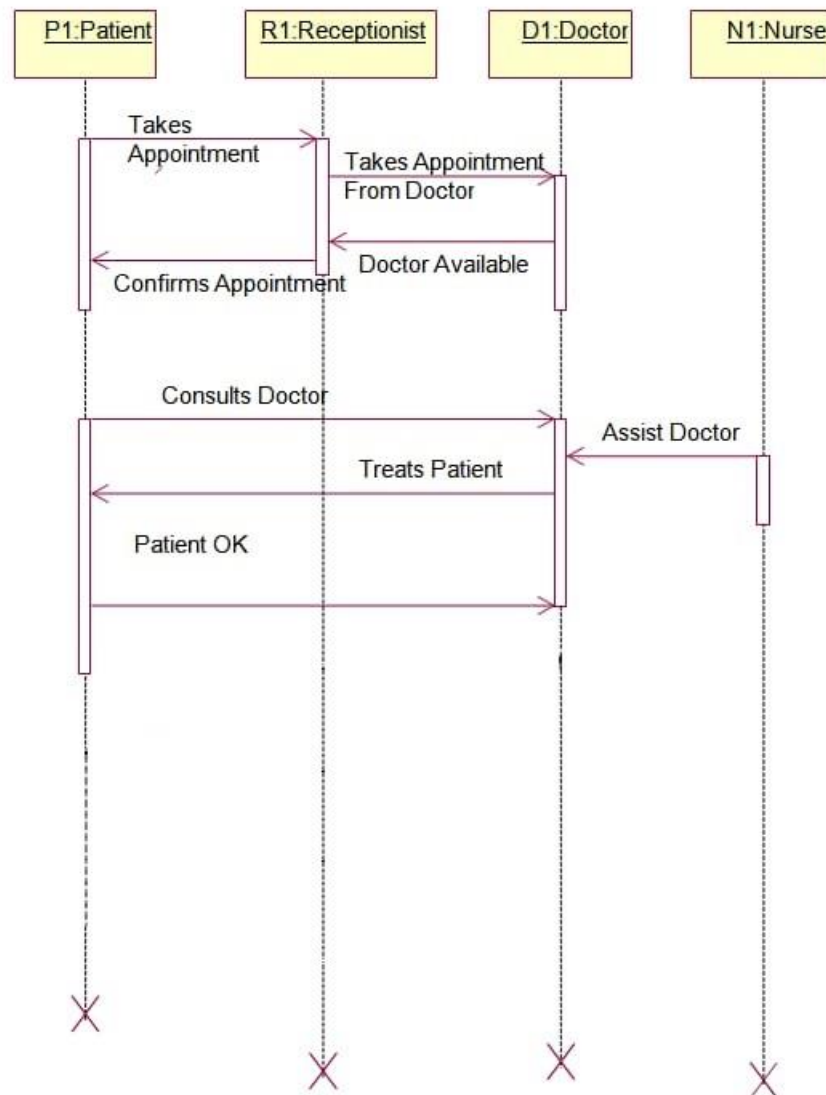 P1:Patient
R1:Receptionist
D1:Doctor
N1:Nurse
Takes
Appointment
Takes Appointment
From Doctor
Doctor Available
Confirms Appointment
Consults Doctor
Assist Doctor
Treats Patient
Patient OK